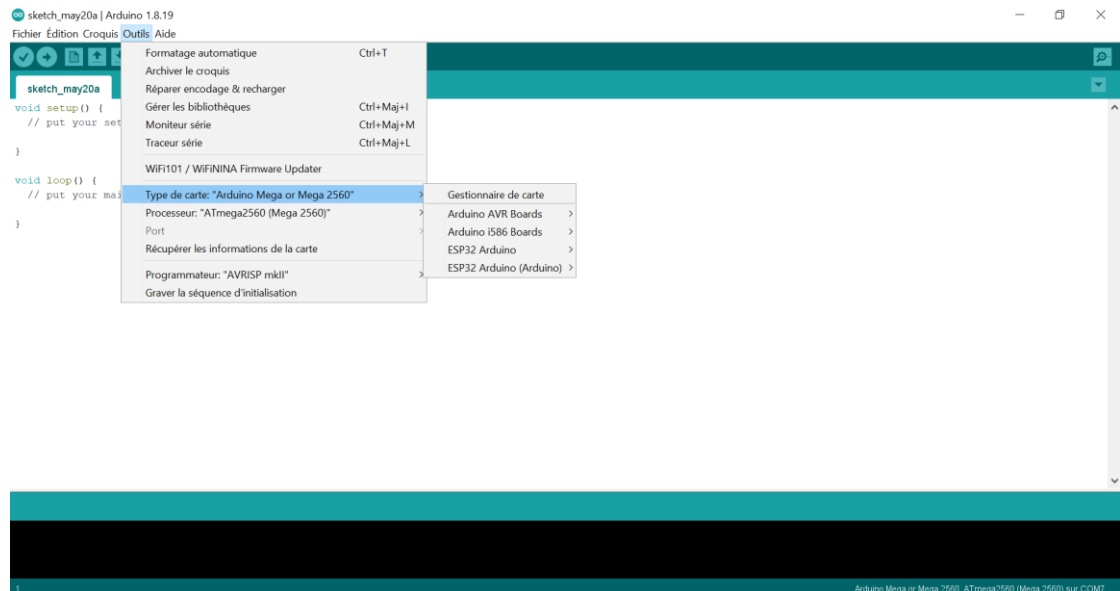 sketch_may20a | Arduino 1.8.19
Fichier Édition Croquis Outils Aide
sketch_may20a
void setup() {
// put your set
}
void loop() {
// put your mai
}
Formatage automatique Ctrl+T
Archiver le croquis
Réparer encodage & recharger
Gérer les bibliothèques Ctrl+Maj+I
Moniteur série Ctrl+Maj+M
Traceur série Ctrl+Maj+L
WiFi101 / WiFiNINA Firmware Updater
Type de carte: "Arduino Mega or Mega 2560"
Processeur: "ATmega2560 (Mega 2560)"
Port
Récupérer les informations de la carte
Programmateur: "AVRISP mkII"
Graver la séquence d'initialisation
Gestionnaire de carte
Arduino AVR Boards
Arduino i586 Boards
ESP32 Arduino
ESP32 Arduino (Arduino)
1 Arduino Mega or Mega 2560, ATmega2560 (Mega 2560) sur COM7